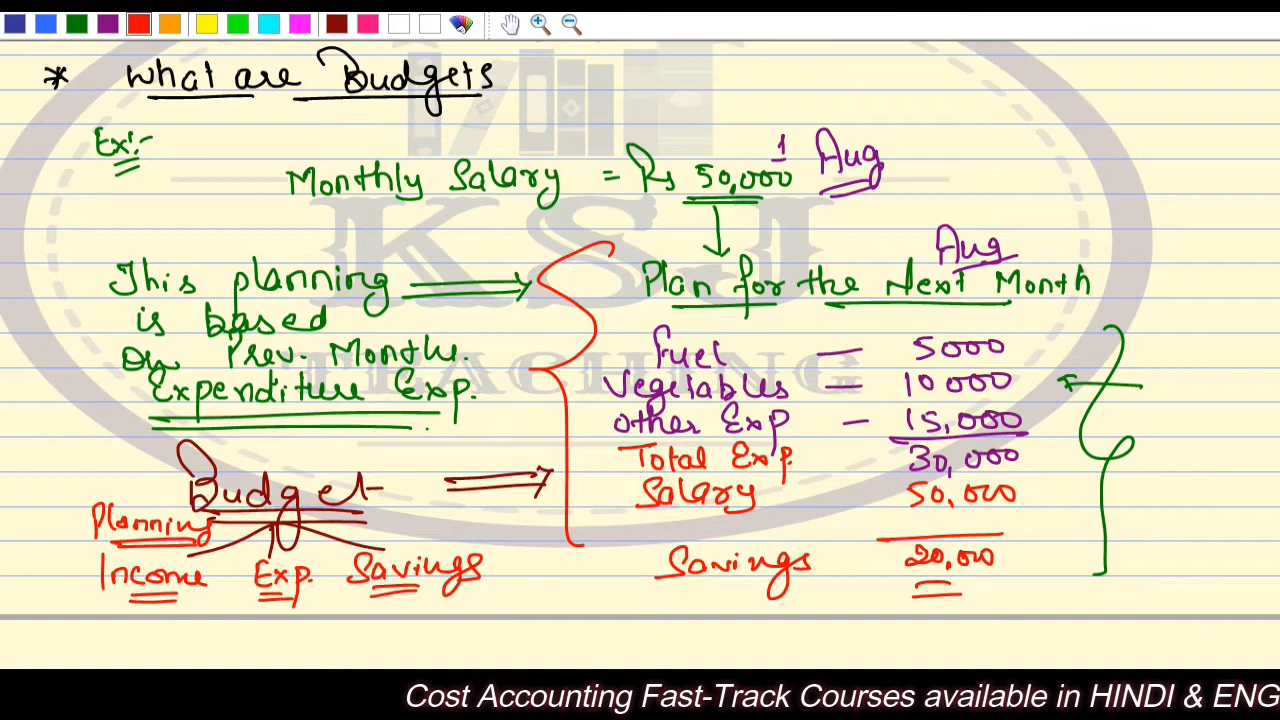 * What are Budgets
Ex:-
Monthly Salary = Rs 50,000 1 Aug
Aug
Plan for the Next Month
This planning
is based
on Prev. Months.
Expenditure Exp.
Fuel — 5000
Vegetables = 10000
Other Exp — 15,000
Total Exp. 30,000
Salary 50,000
Savings 20,000
Budget
Planning
Income Exp. Savings
KSJ
TEACHING
Cost Accounting Fast-Track Courses available in HINDI & ENG